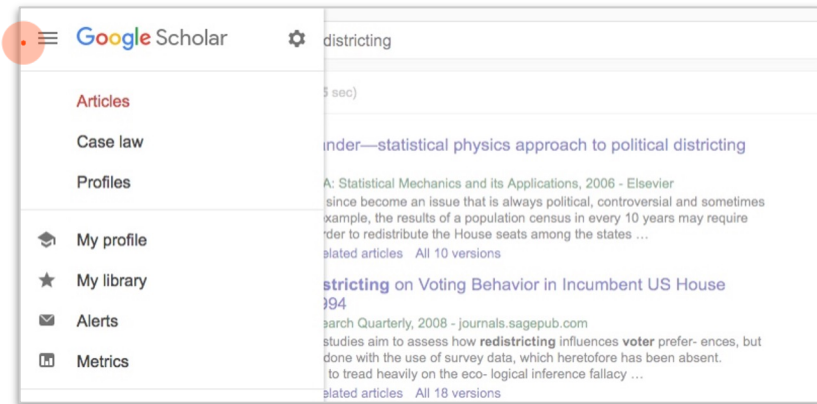 Google Scholar
districting
Articles
Case law
Profiles
My profile
My library
Alerts
Metrics
sec)
nder—statistical physics approach to political districting
A: Statistical Mechanics and its Applications, 2006 - Elsevier
since become an issue that is always political, controversial and sometimes
xample, the results of a population census in every 10 years may require
rder to redistribute the House seats among the states ...
elated articles All 10 versions
stricting on Voting Behavior in Incumbent US House
994
earch Quarterly, 2008 - journals.sagepub.com
studies aim to assess how redistricting influences voter prefer- ences, but
done with the use of survey data, which heretofore has been absent.
to tread heavily on the eco- logical inference fallacy ...
elated articles All 18 versions